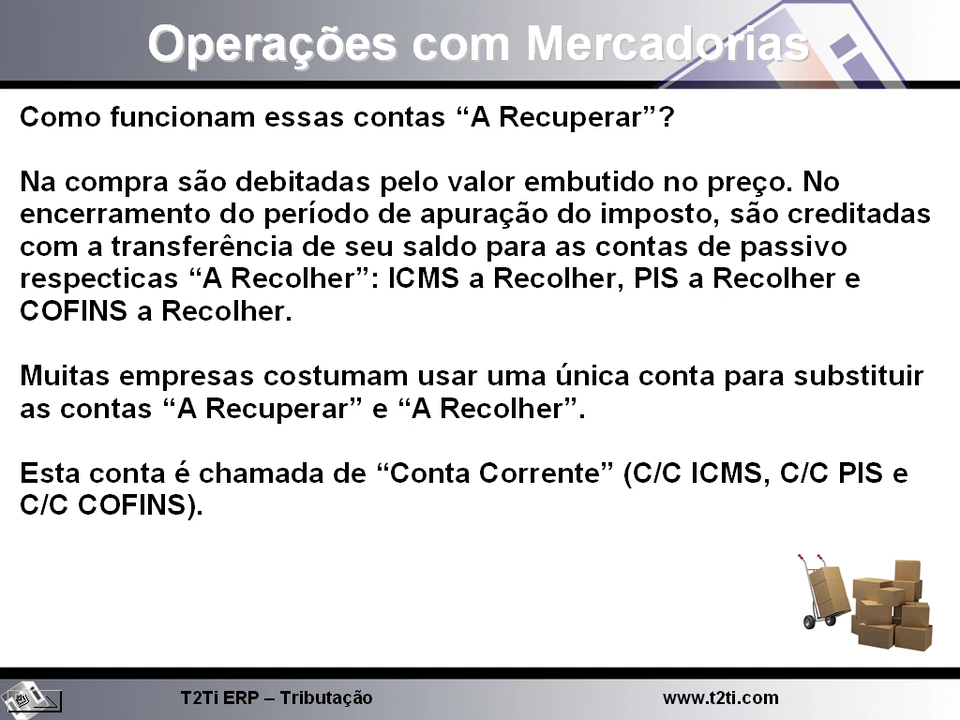 Operações com Mercadorias
Como funcionam essas contas “A Recuperar”?
Na compra são debitadas pelo valor embutido no preço. No
encerramento do período de apuração do imposto, são creditadas
com a transferência de seu saldo para as contas de passivo
respecticas “A Recolher”: ICMS a Recolher, PIS a Recolher e
COFINS a Recolher.
Muitas empresas costumam usar uma única conta para substituir
as contas “A Recuperar” e “A Recolher”.
Esta conta é chamada de “Conta Corrente” (C/C ICMS, C/C PIS e
C/C COFINS).
T2Ti ERP – Tributação
www.t2ti.com